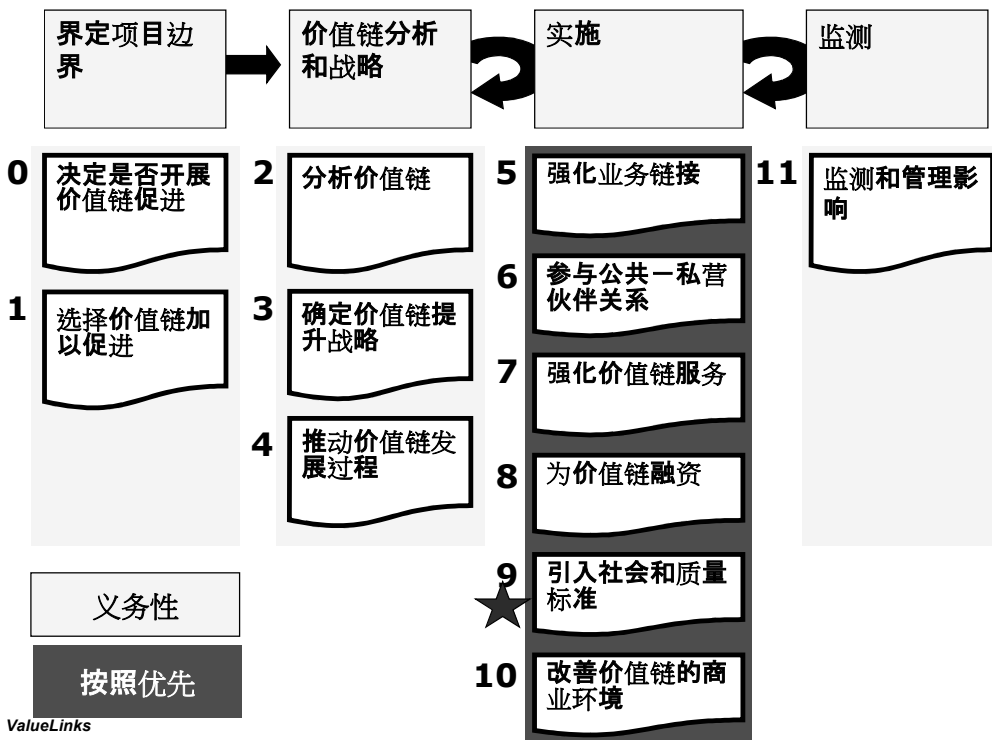 界定项目边
界
价值链分析
和战略
实施
监测
0
决定是否开展
价值链促进
1
选择价值链加
以促进
2
分析价值链
3
确定价值链提
升战略
4
推动价值链发
展过程
5
强化业务链接
6
参与公共－私营
伙伴关系
7
强化价值链服务
8
为价值链融资
9
引入社会和质量
标准
10
改善价值链的商
业环境
11
监测和管理影
响
义务性
按照优先
ValueLinks